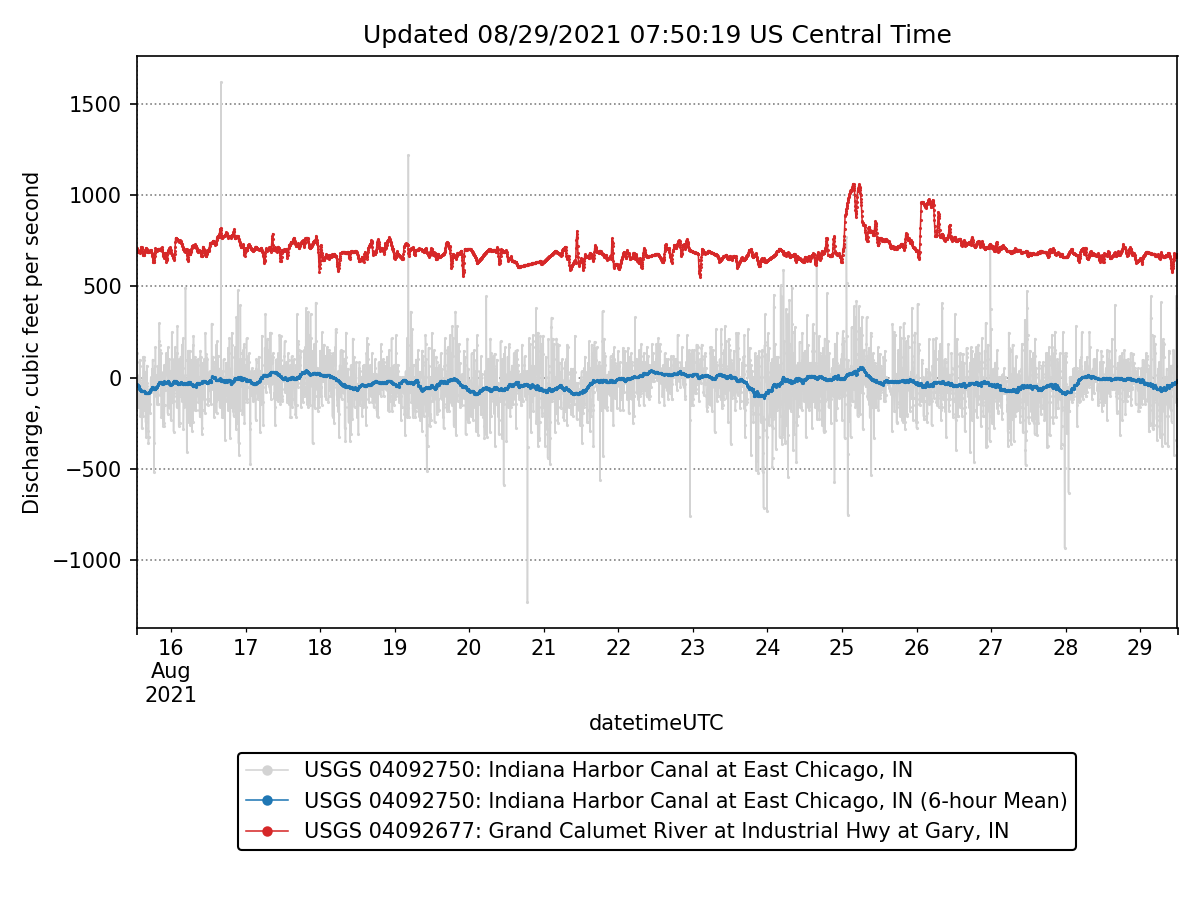 Updated 08/29/2021 07:50:19 US Central Time
Discharge, cubic feet per second
1500
1000
500
0
−500
−1000
16 17 18 19 20 21 22 23 24 25 26 27 28 29
Aug
2021
datetimeUTC
USGS 04092750: Indiana Harbor Canal at East Chicago, IN
USGS 04092750: Indiana Harbor Canal at East Chicago, IN (6-hour Mean)
USGS 04092677: Grand Calumet River at Industrial Hwy at Gary, IN